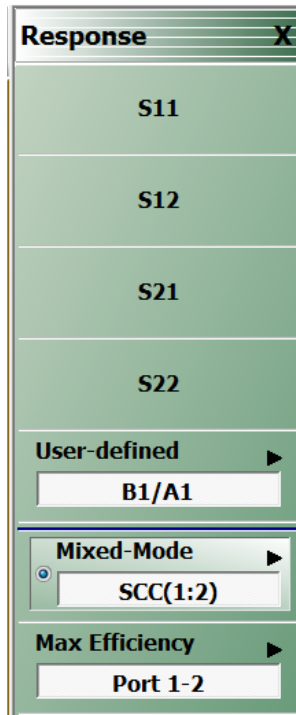 Response X
S11
S12
S21
S22
User-defined
B1/A1
Mixed-Mode
SCC(1:2)
Max Efficiency
Port 1-2